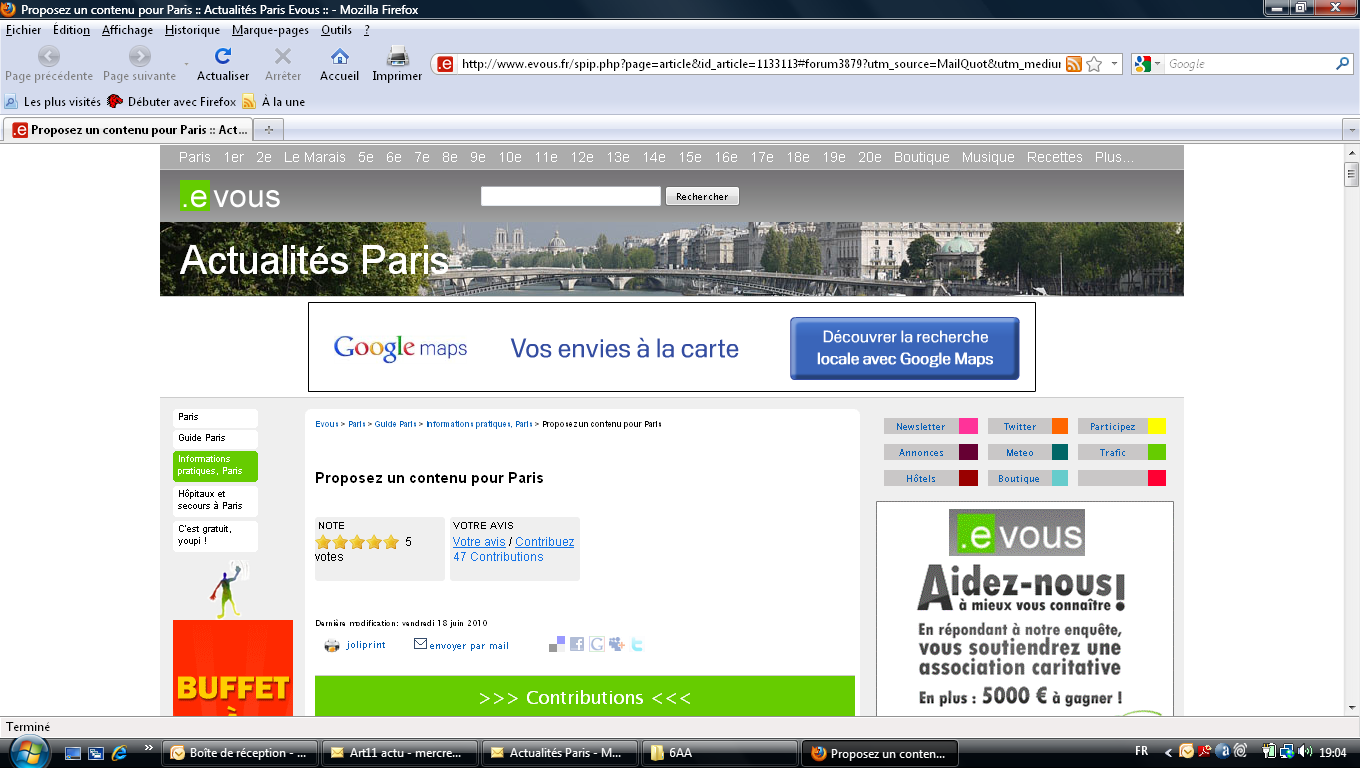 Proposez un contenu pour Paris :: Actualités Paris Evous :: - Mozilla Firefox
Fichier Édition Affichage Historique Marque-pages Outils ?
Page précédente Page suivante Actualiser Arrêter Accueil Imprimer
http://www.evous.fr/spip.php?page=article&id_article=1133113#forum3879?utm_source=MailQuot&utm_mediur
Google
Les plus visités Débuter avec Firefox À la une
.e Proposez un contenu pour Paris :: Act...
Paris 1er 2e Le Marais 5e 6e 7e 8e 9e 10e 11e 12e 13e 14e 15e 16e 17e 18e 19e 20e Boutique Musique Recettes Plus...
.e vous
Rechercher
Actualités Paris
Google maps
Vos envies à la carte
Découvrer la recherche
locale avec Google Maps
Paris
Guide Paris
Informations
pratiques, Paris
Hôpitaux et
secours à Paris
C'est gratuit,
youpi !
BUFFET
À
Evous > Paris > Guide Paris > Informations pratiques, Paris > Proposez un contenu pour Paris
Proposez un contenu pour Paris
NOTE
5
votes
VOTRE AVIS
Votre avis / Contribuez
47 Contributions
Dernière modification: vendredi 18 juin 2010
joliprint envoyer par mail
>>> Contributions <<<
Newsletter Twitter Participez
Annonces Meteo Trafic
Hôtels Boutique
.e vous
Aidez-nous!
à mieux vous connaître!
En répondant à notre enquête,
vous soutiendrez une
association caritative
En plus : 5000 € à gagner !
Terminé
Boîte de réception - ...
Art11 actu - mercre...
Actualités Paris - M...
6AA
Proposez un conten...
FR
19:04